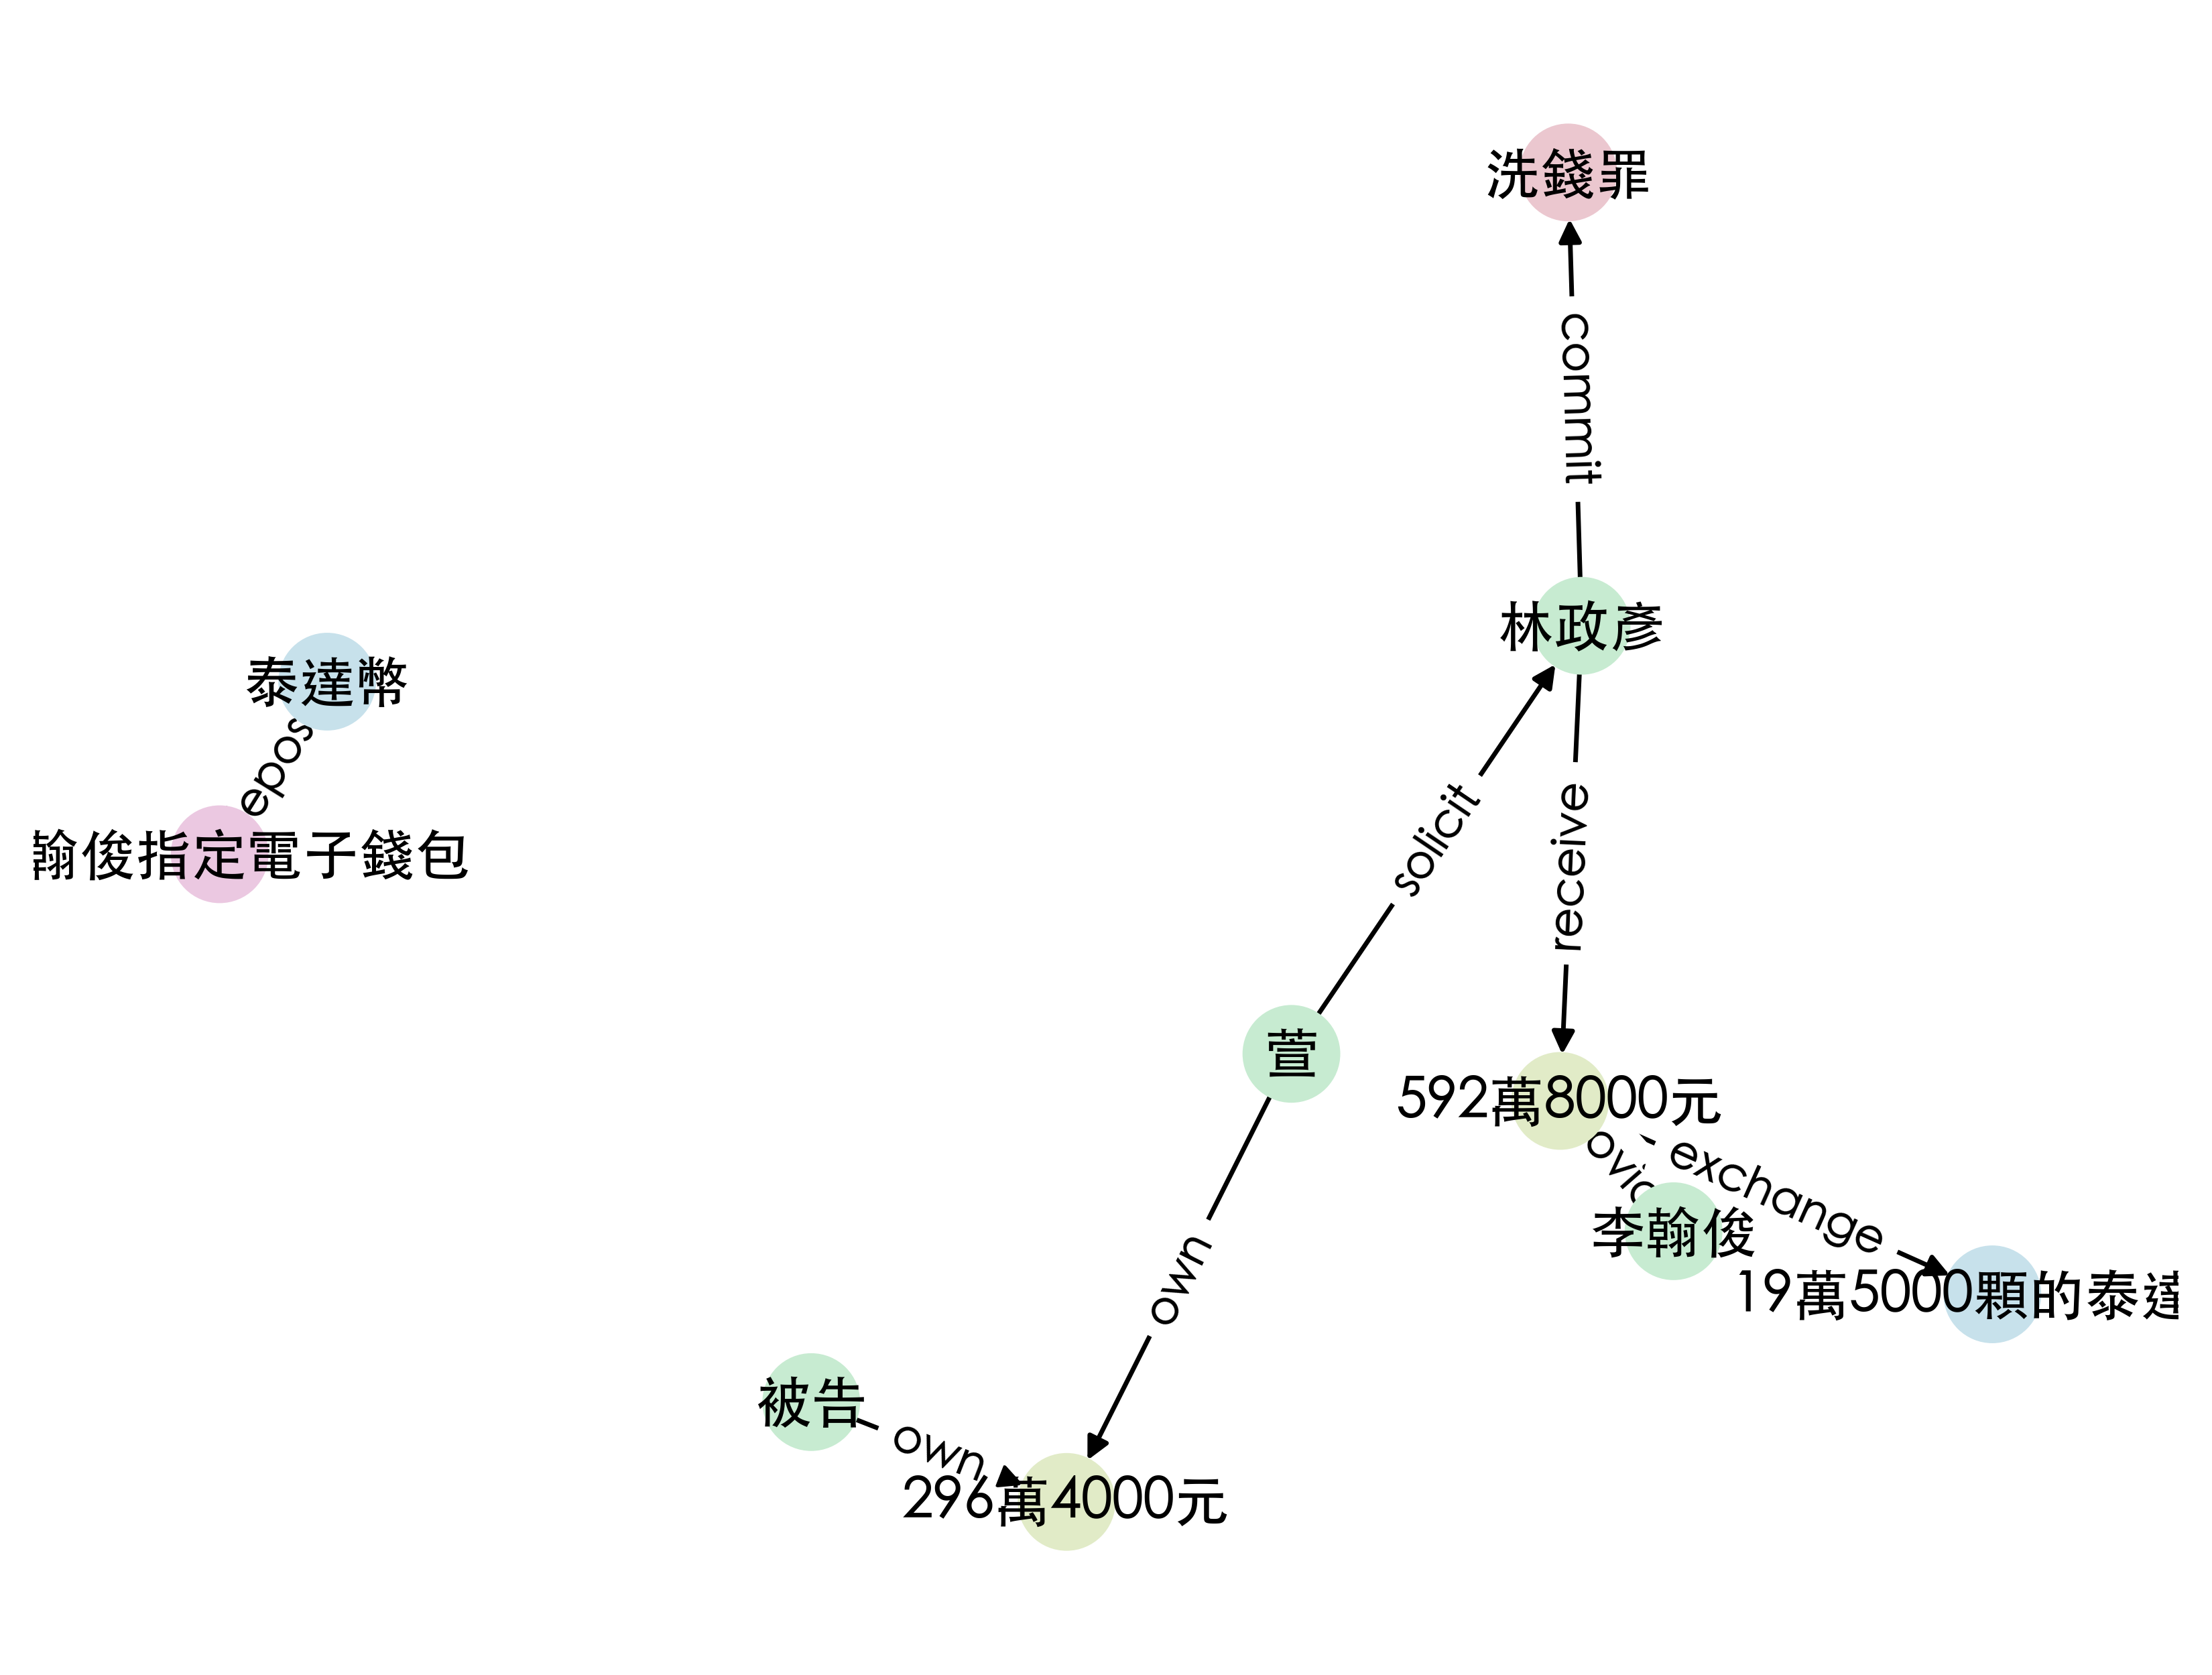 洗錢罪
commit
林政彥
泰達幣
epos
翰俊指定電子錢包
solicit
receive
萱
592萬8000元
exchange
ovid
李翰俊
19萬5000顆的泰達
own
被告
own
296萬4000元